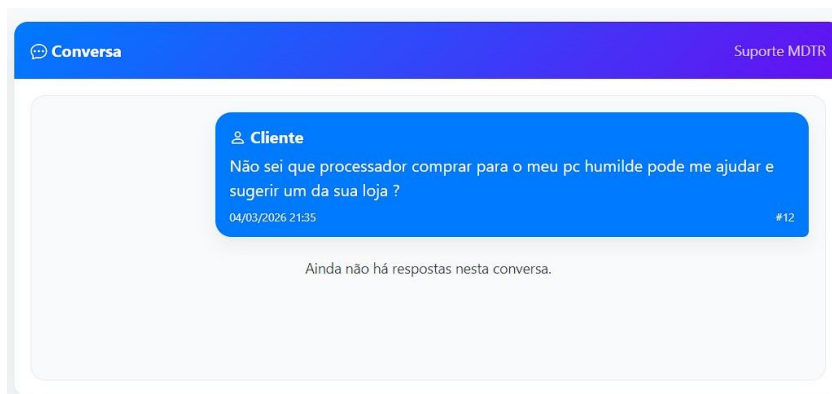 Conversa
Suporte MDTR
Cliente
Não sei que processador comprar para o meu pc humilde pode me ajudar e
sugerir um da sua loja ?
04/03/2026 21:35
#12
Ainda não há respostas nesta conversa.